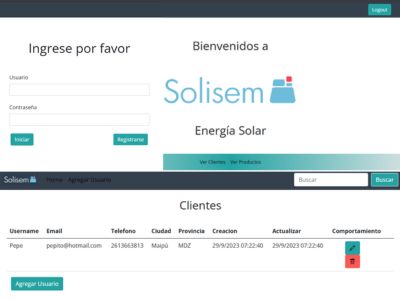 Logout
Ingrese por favor
Usuario
Contraseña
Iniciar
Registrarse
Bienvenidos a
Solisem
Energía Solar
Ver Clientes
Ver Productos
Solisem
Home
Agregar Usuario
Buscar
Buscar
Clientes
Username Email Telefono Ciudad Provincia Creacion Actualizar Comportamiento
Pepe pepito@hotmail.com 2613663813 Maipú MDZ 29/9/2023 07:22:40 29/9/2023 07:22:40
Agregar Usuario